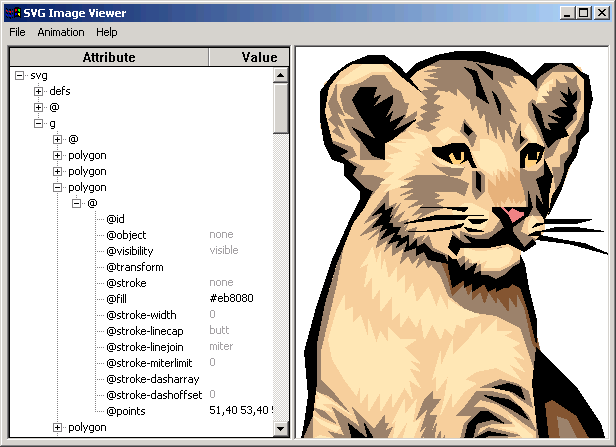 SVG Image Viewer
File Animation Help
Attribute Value
svg
defs
@
g
@
polygon
polygon
polygon
@
@id
@object none
@visibility visible
@transform
@stroke none
@fill #eb8080
@stroke-width 0
@stroke-linecap butt
@stroke-linejoin miter
@stroke-miterlimit 0
@stroke-dasharray
@stroke-dashoffset 0
@points 51,40 53,40
polygon